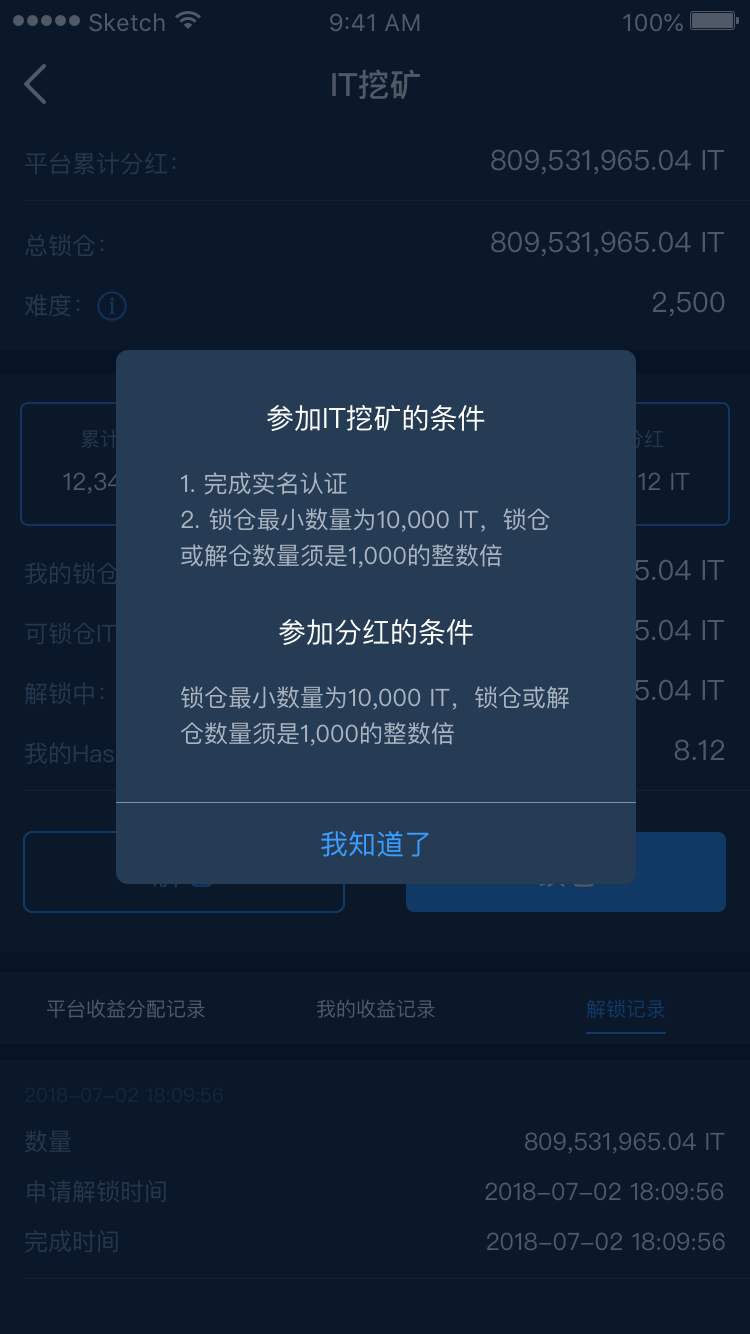 Sketch 9:41 AM 100%
IT挖矿
平台累计分红： 809,531,965.04 IT
总锁仓： 809,531,965.04 IT
难度： 2,500
参加IT挖矿的条件
累计 分红
1. 完成实名认证
12,34 12 IT
2. 锁仓最小数量为10,000 IT，锁仓
或解仓数量须是1,000的整数倍
我的锁仓 5.04 IT
参加分红的条件
可锁仓IT 5.04 IT
锁仓最小数量为10,000 IT，锁仓或解
解锁中： 5.04 IT
仓数量须是1,000的整数倍
我的Has 8.12
我知道了
平台收益分配记录 我的收益记录 解锁记录
2018-07-02 18:09:56
数量 809,531,965.04 IT
申请解锁时间 2018-07-02 18:09:56
完成时间 2018-07-02 18:09:56